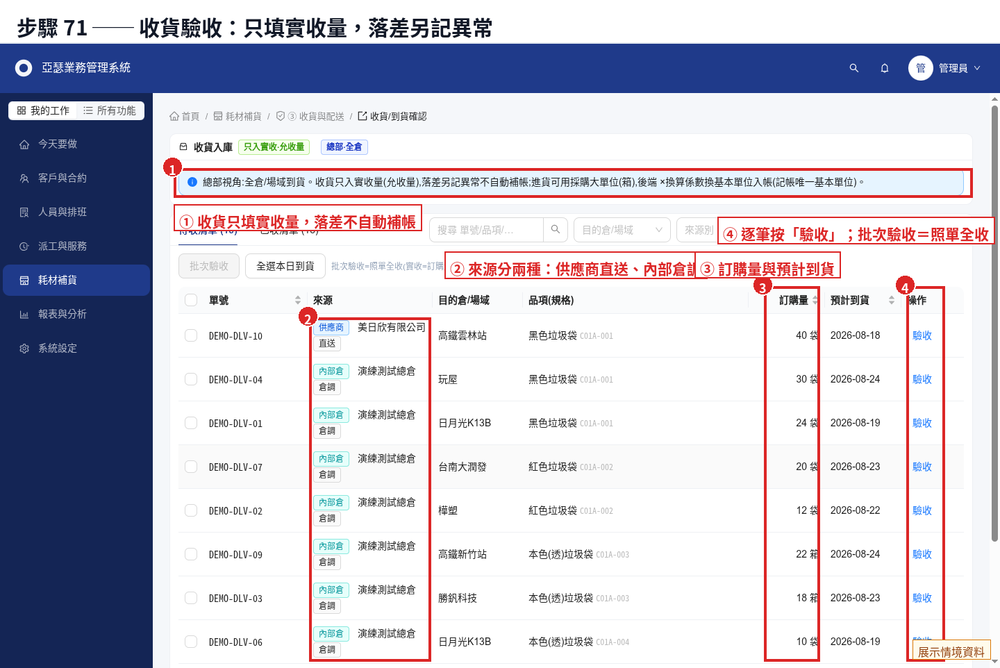 步驟 71 —— 收貨驗收：只填實收量，落差另記異常
亞瑟業務管理系統
管 管理員
我的工作 所有功能
今天要做
客戶與合約
人員與排班
派工與服務
耗材補貨
報表與分析
系統設定
首頁 / 耗材補貨 / ③ 收貨與配送 / 收貨/到貨確認
收貨入庫 只入實收·允收量 總部·全倉
1
總部視角:全倉/場域到貨。收貨只入實收量(允收量),落差另記異常不自動補帳;進貨可用採購大單位(箱),後端 ×換算係數換基本單位入帳(記帳唯一基本單位)。
① 收貨只填實收量，落差不自動補帳
搜尋 單號/品項/... 目的倉/場域 來源別
④ 逐筆按「驗收」；批次驗收＝照單全收
批次驗收 全選本日到貨 批次驗收=照單全收(實收=訂購
② 來源分兩種：供應商直送、內部倉調
③ 訂購量與預計到貨
3 4
單號 來源 目的倉/場域 品項(規格) 訂購量 預計到貨 操作
2
DEMO-DLV-10 供應商 美日欣有限公司 直送 高鐵雲林站 黑色垃圾袋 C01A-001 40 袋 2026-08-18 驗收
DEMO-DLV-04 內部倉 演練測試總倉 倉調 玩屋 黑色垃圾袋 C01A-001 30 袋 2026-08-24 驗收
DEMO-DLV-01 內部倉 演練測試總倉 倉調 日月光K13B 黑色垃圾袋 C01A-001 24 袋 2026-08-19 驗收
DEMO-DLV-07 內部倉 演練測試總倉 倉調 台南大潤發 紅色垃圾袋 C01A-002 20 袋 2026-08-23 驗收
DEMO-DLV-02 內部倉 演練測試總倉 倉調 樺塑 紅色垃圾袋 C01A-002 12 袋 2026-08-22 驗收
DEMO-DLV-09 內部倉 演練測試總倉 倉調 高鐵新竹站 本色(透)垃圾袋 C01A-003 22 箱 2026-08-24 驗收
DEMO-DLV-03 內部倉 演練測試總倉 倉調 勝釩科技 本色(透)垃圾袋 C01A-003 18 箱 2026-08-23 驗收
DEMO-DLV-06 內部倉 演練測試總倉 倉調 日月光K13B 本色(透)垃圾袋 C01A-004 10 袋 2026-08-19
展示情境資料